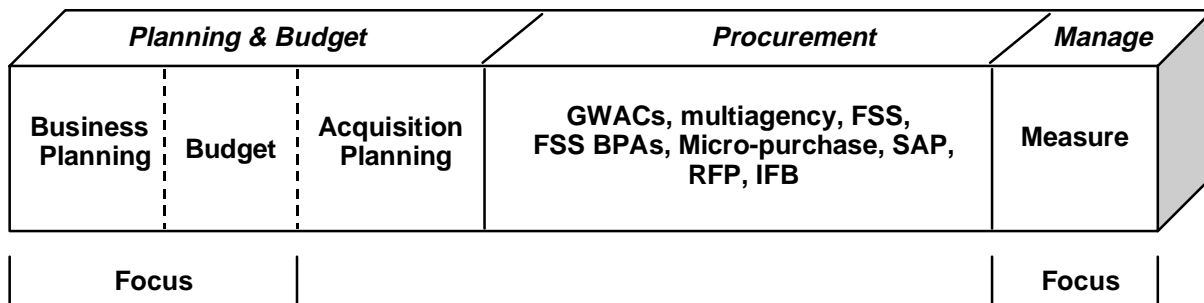 Planning & Budget
Procurement
Manage
Business
Planning
Budget
Acquisition
Planning
GWACs, multiagency, FSS,
FSS BPAs, Micro-purchase, SAP,
RFP, IFB
Measure
Focus
Focus